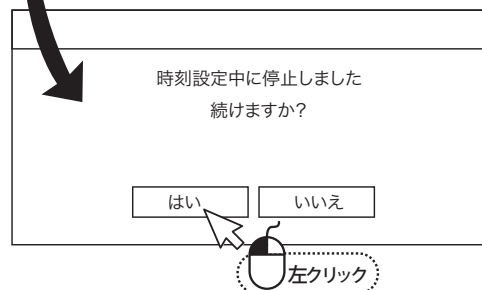 時刻設定中に停止しました
続けますか?
はい
いいえ
左クリック